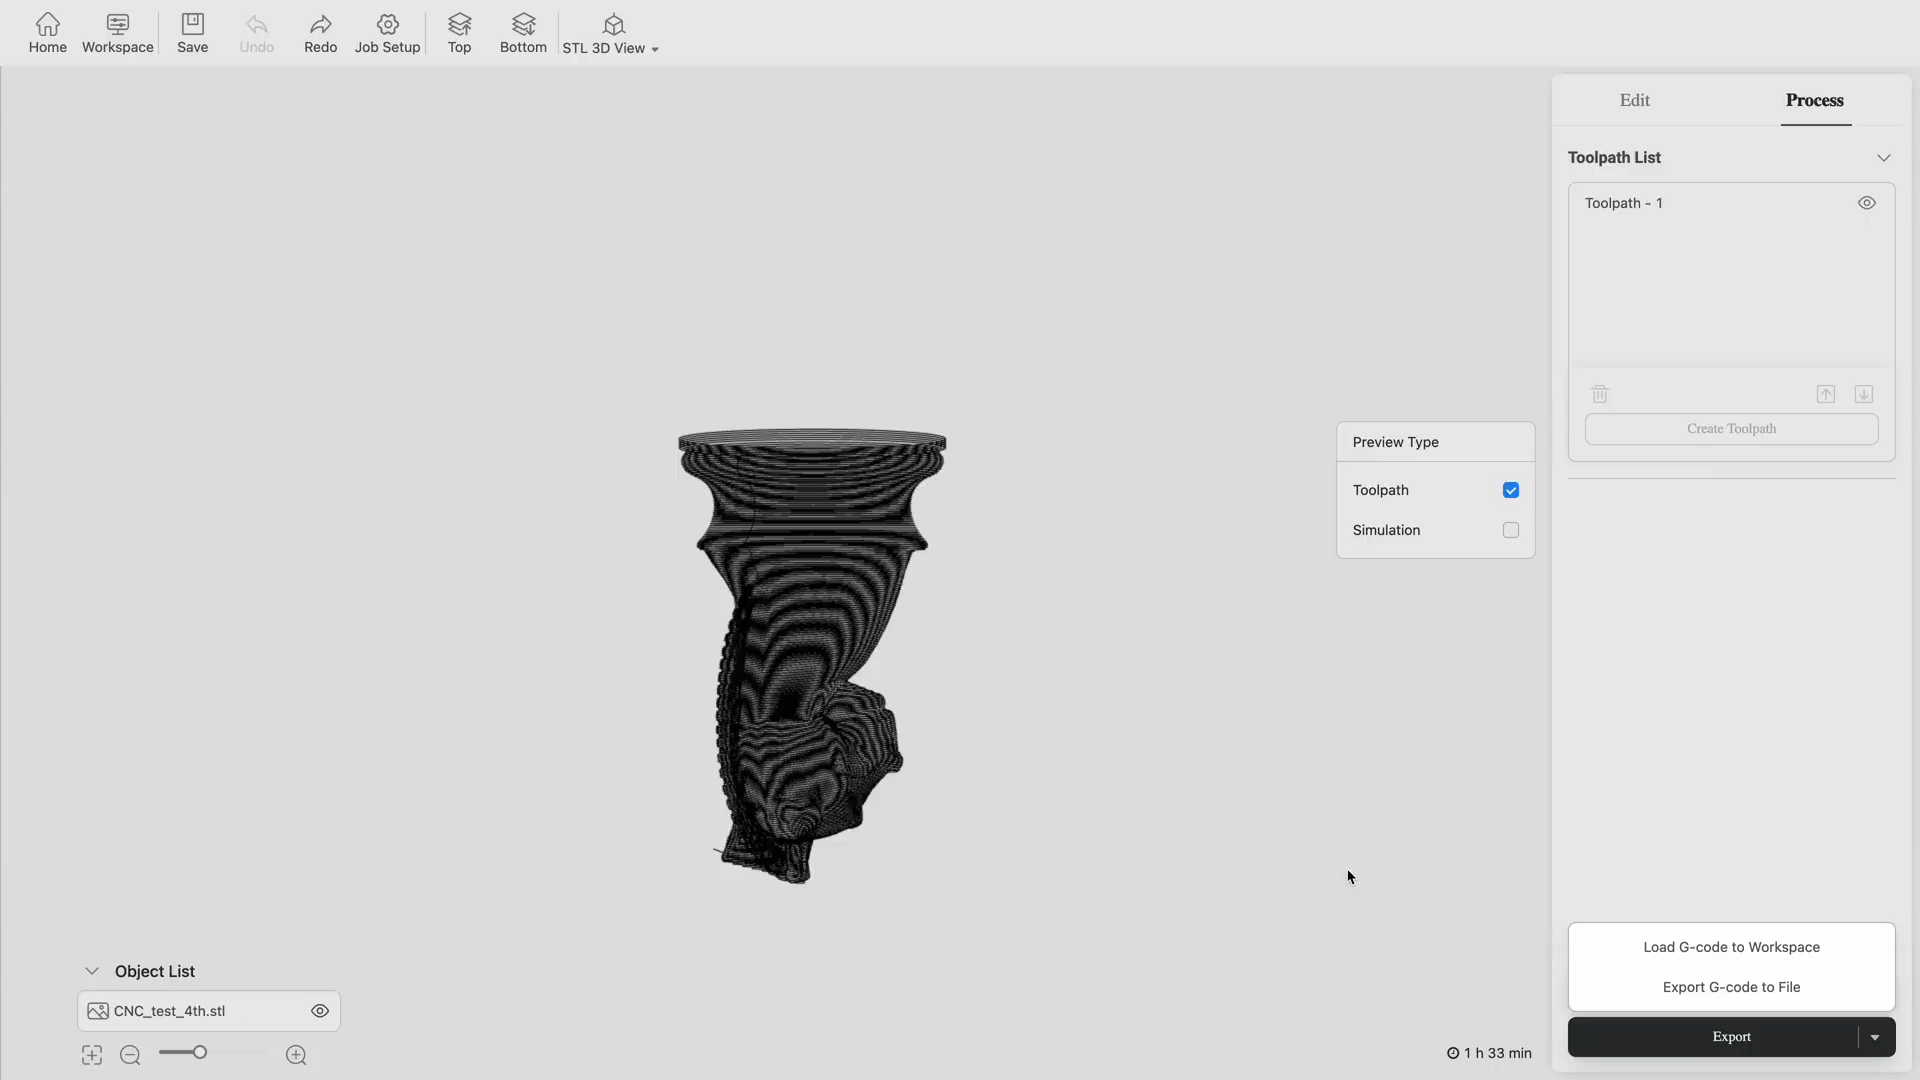 Home
Workspace
Save
Undo
Redo
Job Setup
Top
Bottom
STL 3D View
Edit
Process
Toolpath List
Toolpath - 1
Create Toolpath
Preview Type
Toolpath
Simulation
Object List
CNC_test_4th.stl
1 h 33 min
Load G-code to Workspace
Export G-code to File
Export